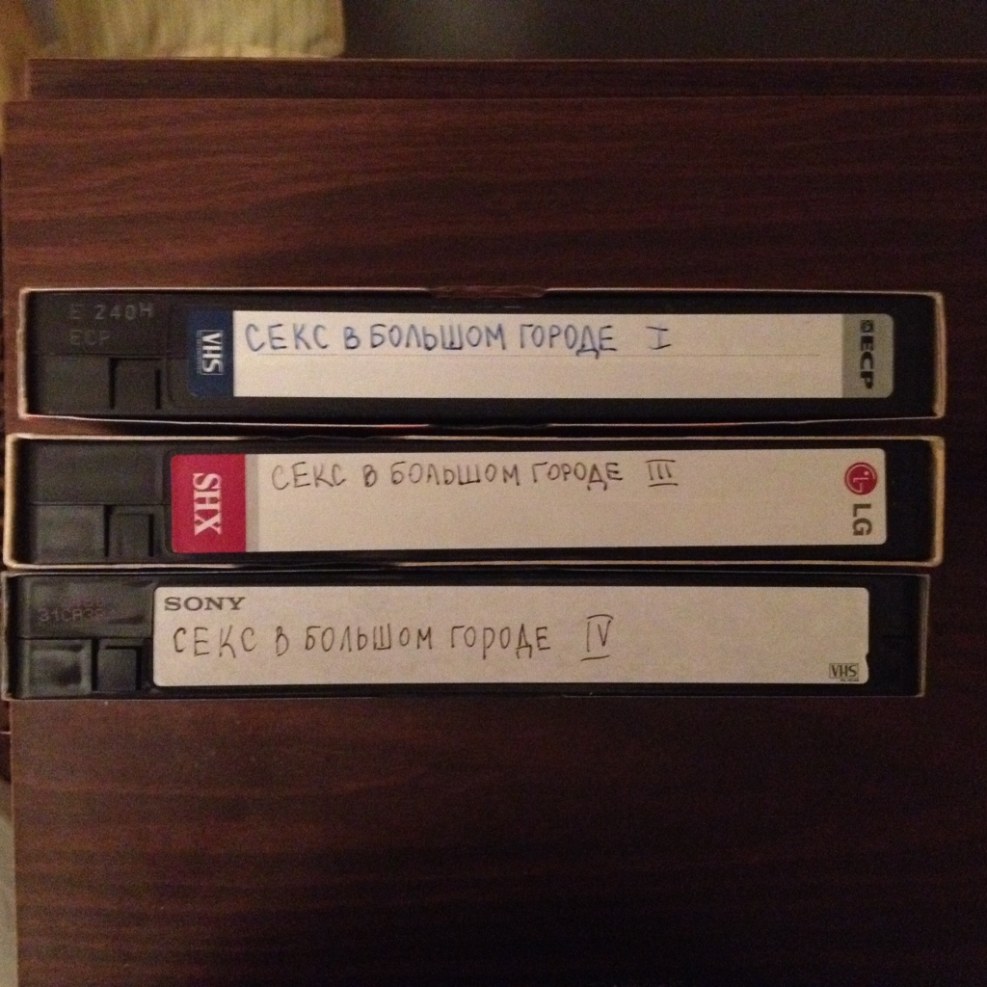 E 240H
ECP
VHS
СЕКС В БОЛЬШОМ ГОРОДЕ I
ECP
SHX
СЕКС В БОЛЬШОМ ГОРОДЕ III
LG
SONY
СЕКС В БОЛЬШОМ ГОРОДЕ IV
VHS